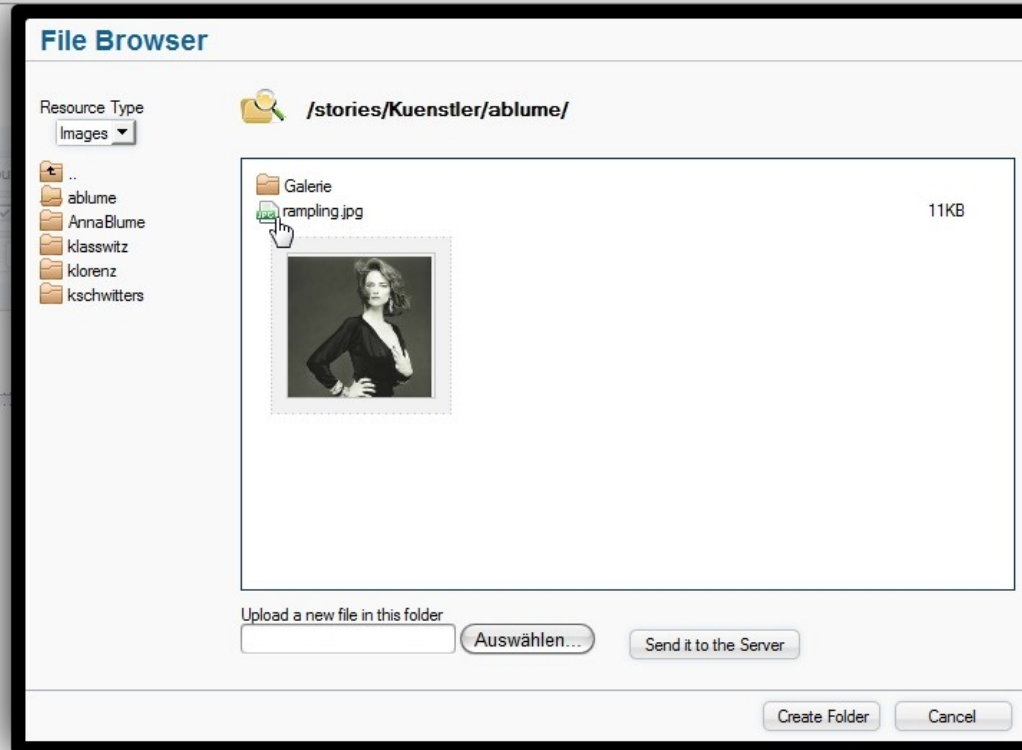 File Browser
Resource Type
Images
/stories/Kuenstler/ablume/
..
ablume
AnnaBlume
klasswitz
klorenz
kschwitters
Galerie
JPG rampling.jpg 11KB
Upload a new file in this folder
Auswählen...
Send it to the Server
Create Folder
Cancel